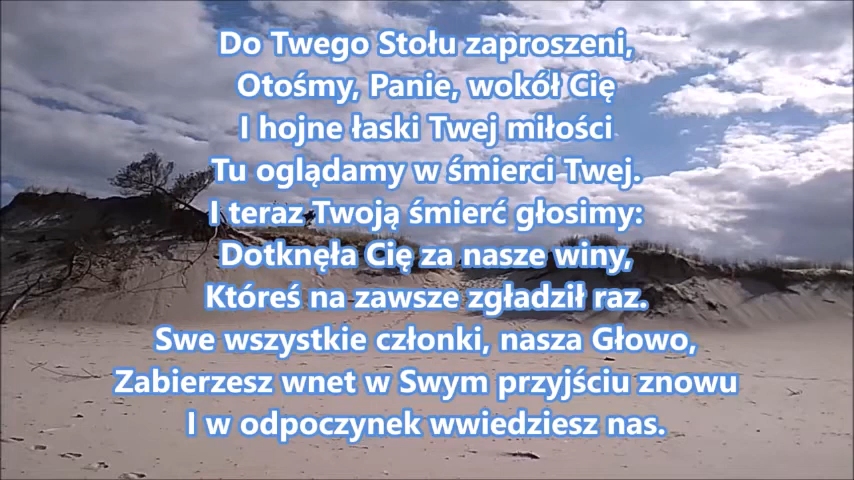 Do Twego Stołu zaproszeni,
Otośmy, Panie, wokół Cię
I hojne łaski Twej miłości
Tu oglądamy w śmierci Twej.
I teraz Twoją śmierć głosimy:
Dotknęła Cię za nasze winy,
Któreś na zawsze zgładził raz.
Swe wszystkie członki, nasza Głowo,
Zabierzesz wnet w Swym przyjściu znowu
I w odpoczynek wwiedziesz nas.